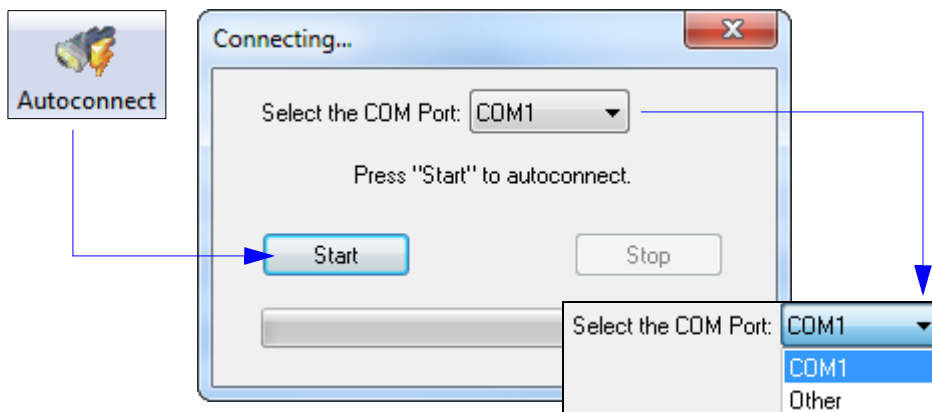 Autoconnect
Connecting...
Select the COM Port: COM1
Press "Start" to autoconnect.
Start
Stop
Select the COM Port: COM1
COM1
Other